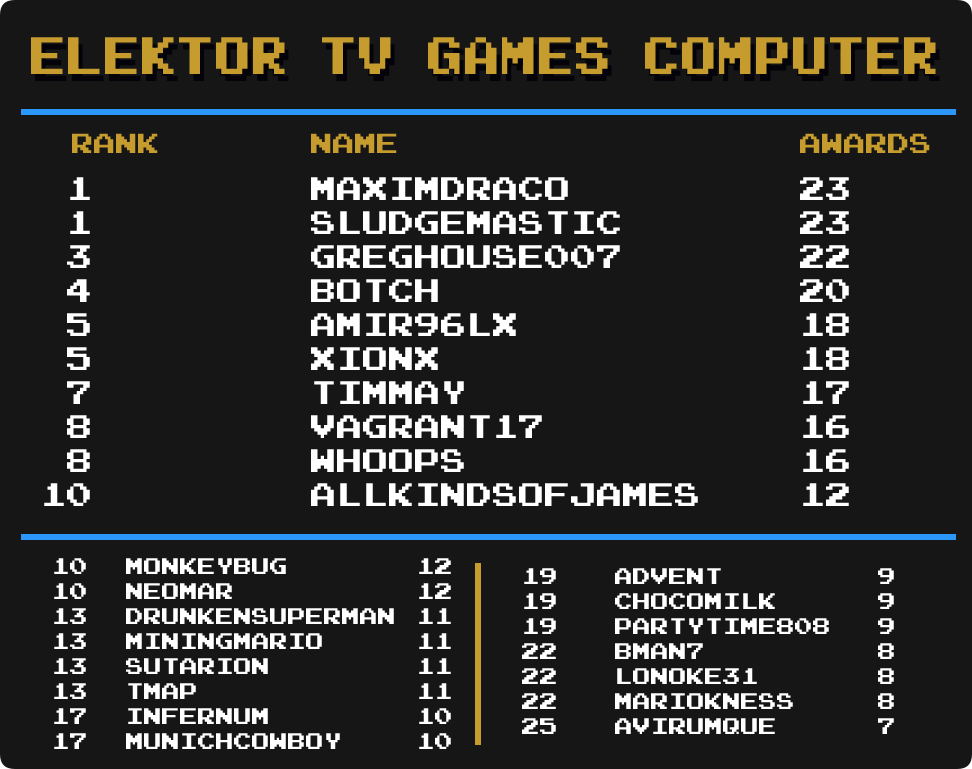 ELEKTOR TV GAMES COMPUTER
RANK NAME AWARDS
1 MAXIMDRACO 23
1 SLUDGEMASTIC 23
3 GREGHOUSE007 22
4 BOTCH 20
5 AMIR96LX 18
5 XIONX 18
7 TIMMAY 17
8 VAGRANT17 16
8 WHOOPS 16
10 ALLKINDSOFJAMES 12
10 MONKEYBUG 12
10 NEOMAR 12
13 DRUNKENSUPERMAN 11
13 MININGMARIO 11
13 SUTARION 11
13 TMAP 11
17 INFERNUM 10
17 MUNICHCOWBOY 10
19 ADVENT 9
19 CHOCOMILK 9
19 PARTYTIME808 9
22 BMAN7 8
22 LONOKE31 8
22 MARIOKNESS 8
25 AVIRUMQUE 7